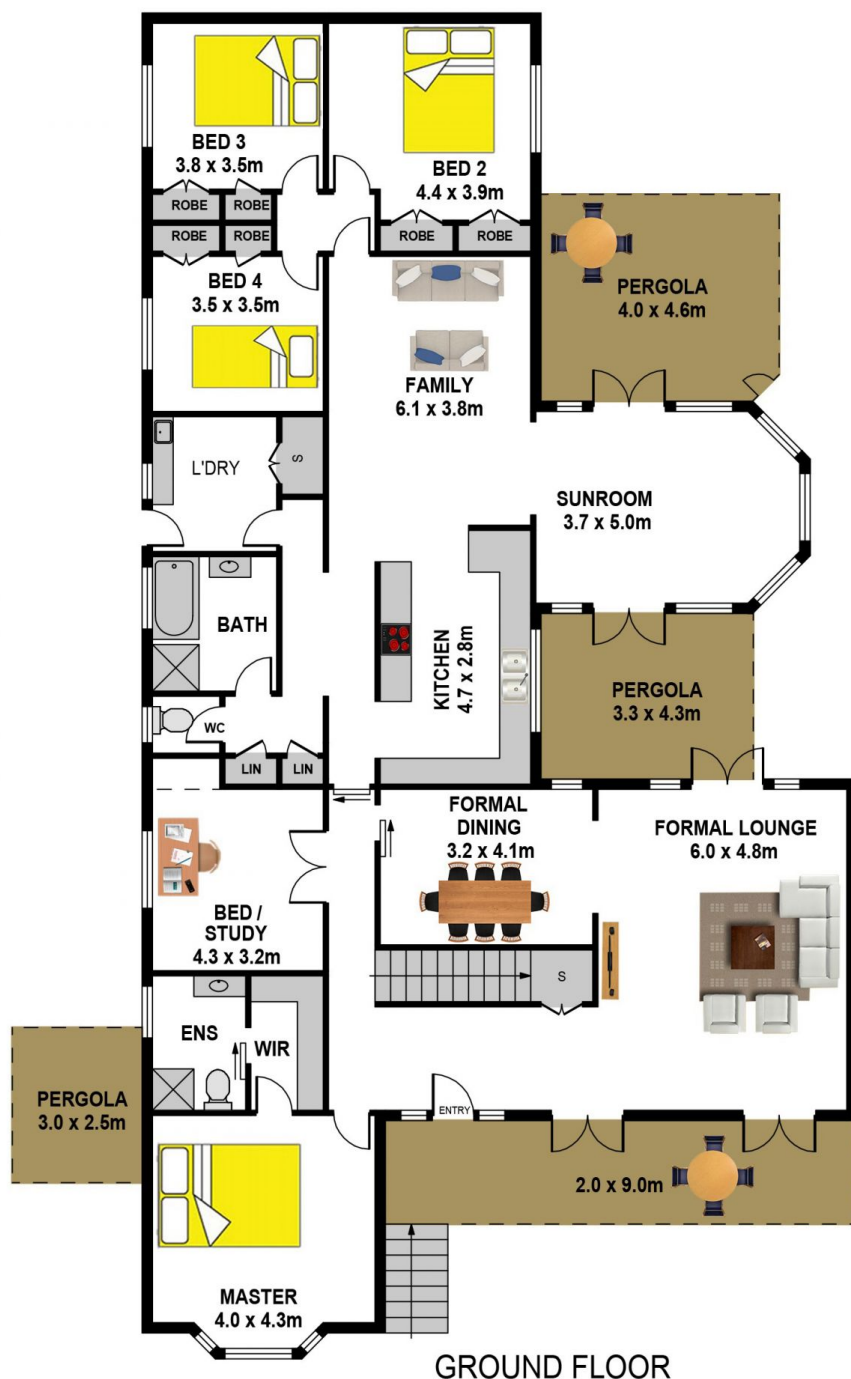 BED 3
3.8 x 3.5m
BED 2
4.4 x 3.9m
ROBE
ROBE
ROBE
ROBE
ROBE
ROBE
BED 4
3.5 x 3.5m
PERGOLA
4.0 x 4.6m
FAMILY
6.1 x 3.8m
L'DRY
S
SUNROOM
3.7 x 5.0m
BATH
KITCHEN
4.7 x 2.8m
PERGOLA
3.3 x 4.3m
WC
LIN
LIN
FORMAL
DINING
3.2 x 4.1m
FORMAL LOUNGE
6.0 x 4.8m
BED /
STUDY
4.3 x 3.2m
S
ENS
WIR
PERGOLA
3.0 x 2.5m
ENTRY
2.0 x 9.0m
MASTER
4.0 x 4.3m
GROUND FLOOR